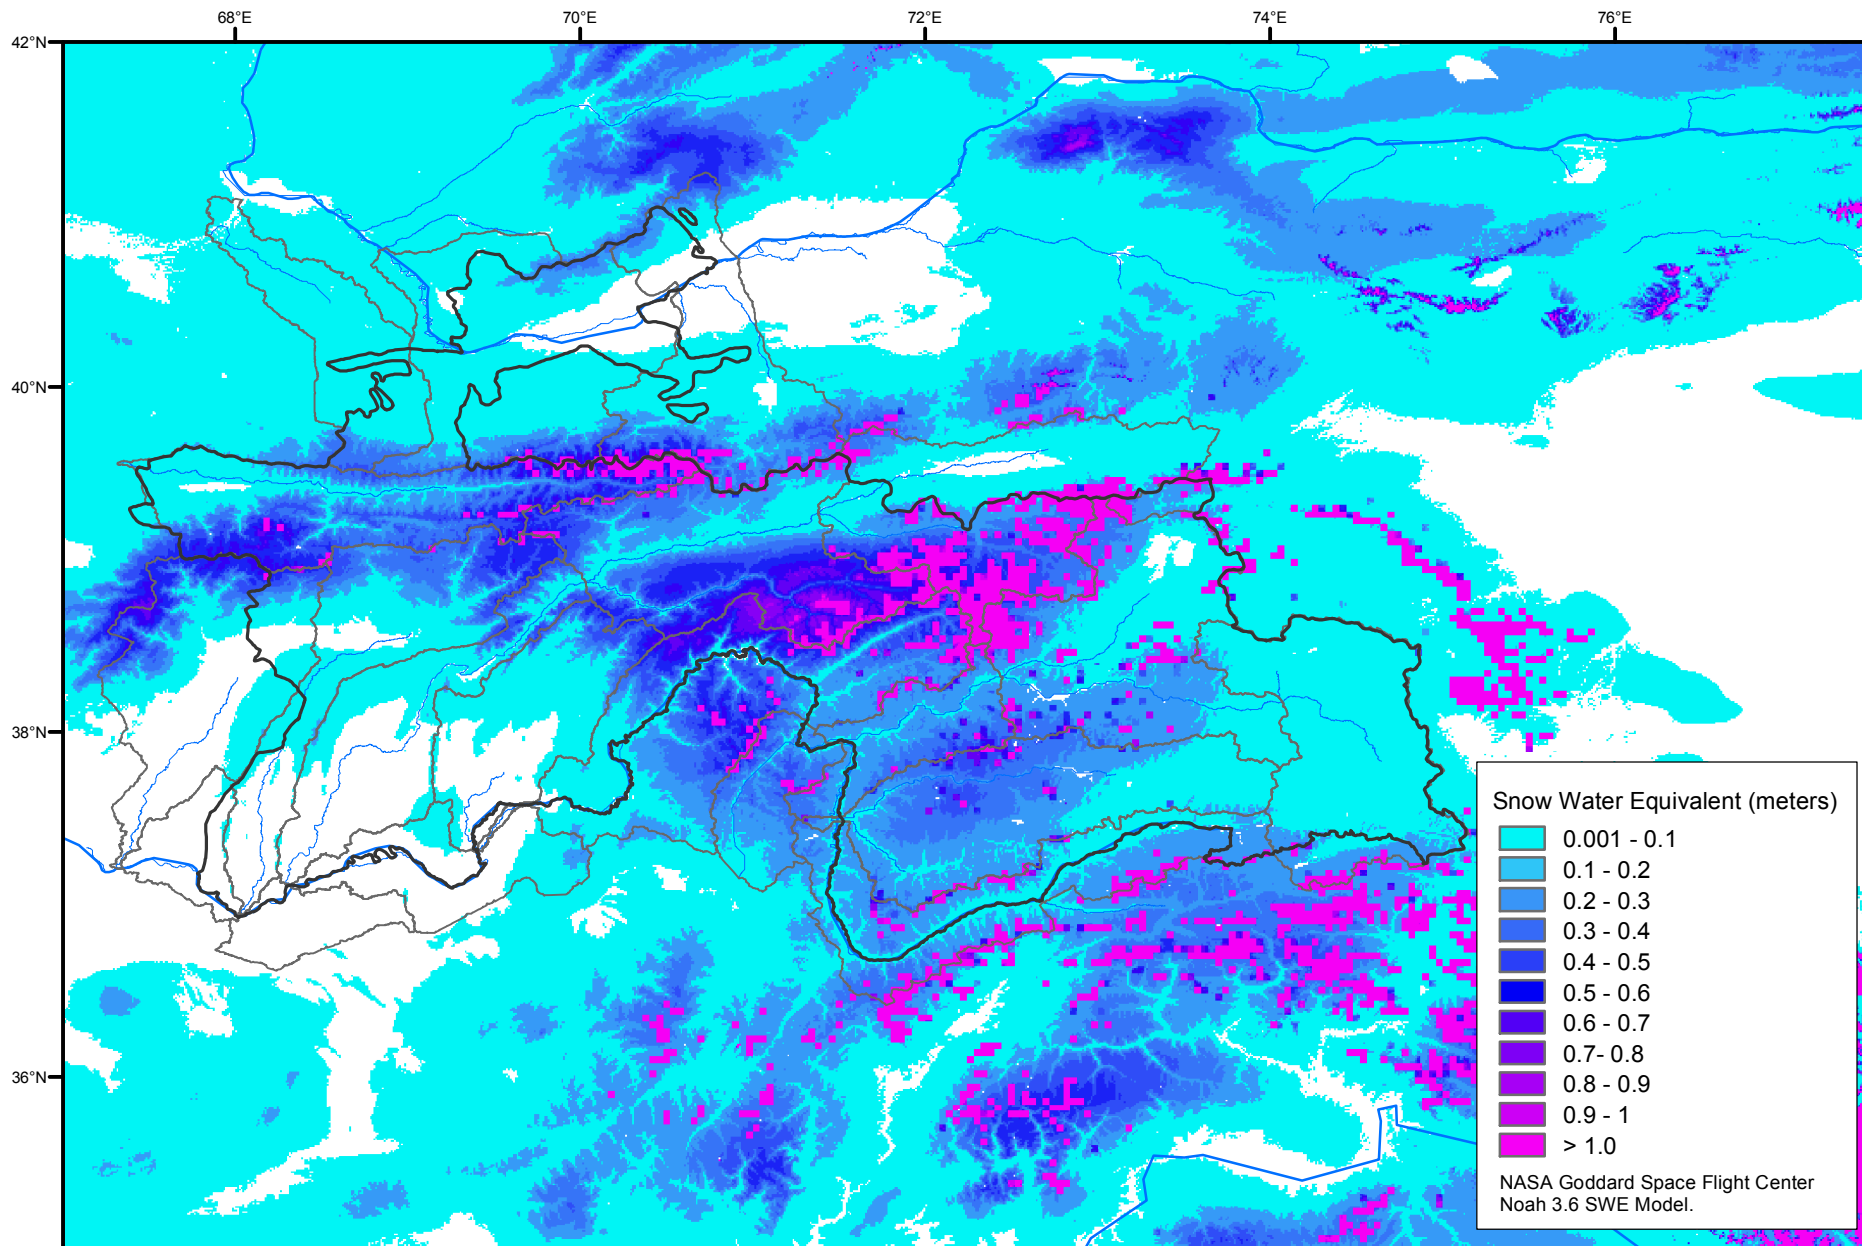 68°E
70°E
72°E
74°E
76°E
42°N
40°N
38°N
36°N
Snow Water Equivalent (meters)
0.001 - 0.1
0.1 - 0.2
0.2 - 0.3
0.3 - 0.4
0.4 - 0.5
0.5 - 0.6
0.6 - 0.7
0.7- 0.8
0.8 - 0.9
0.9 - 1
> 1.0
NASA Goddard Space Flight Center
Noah 3.6 SWE Model.